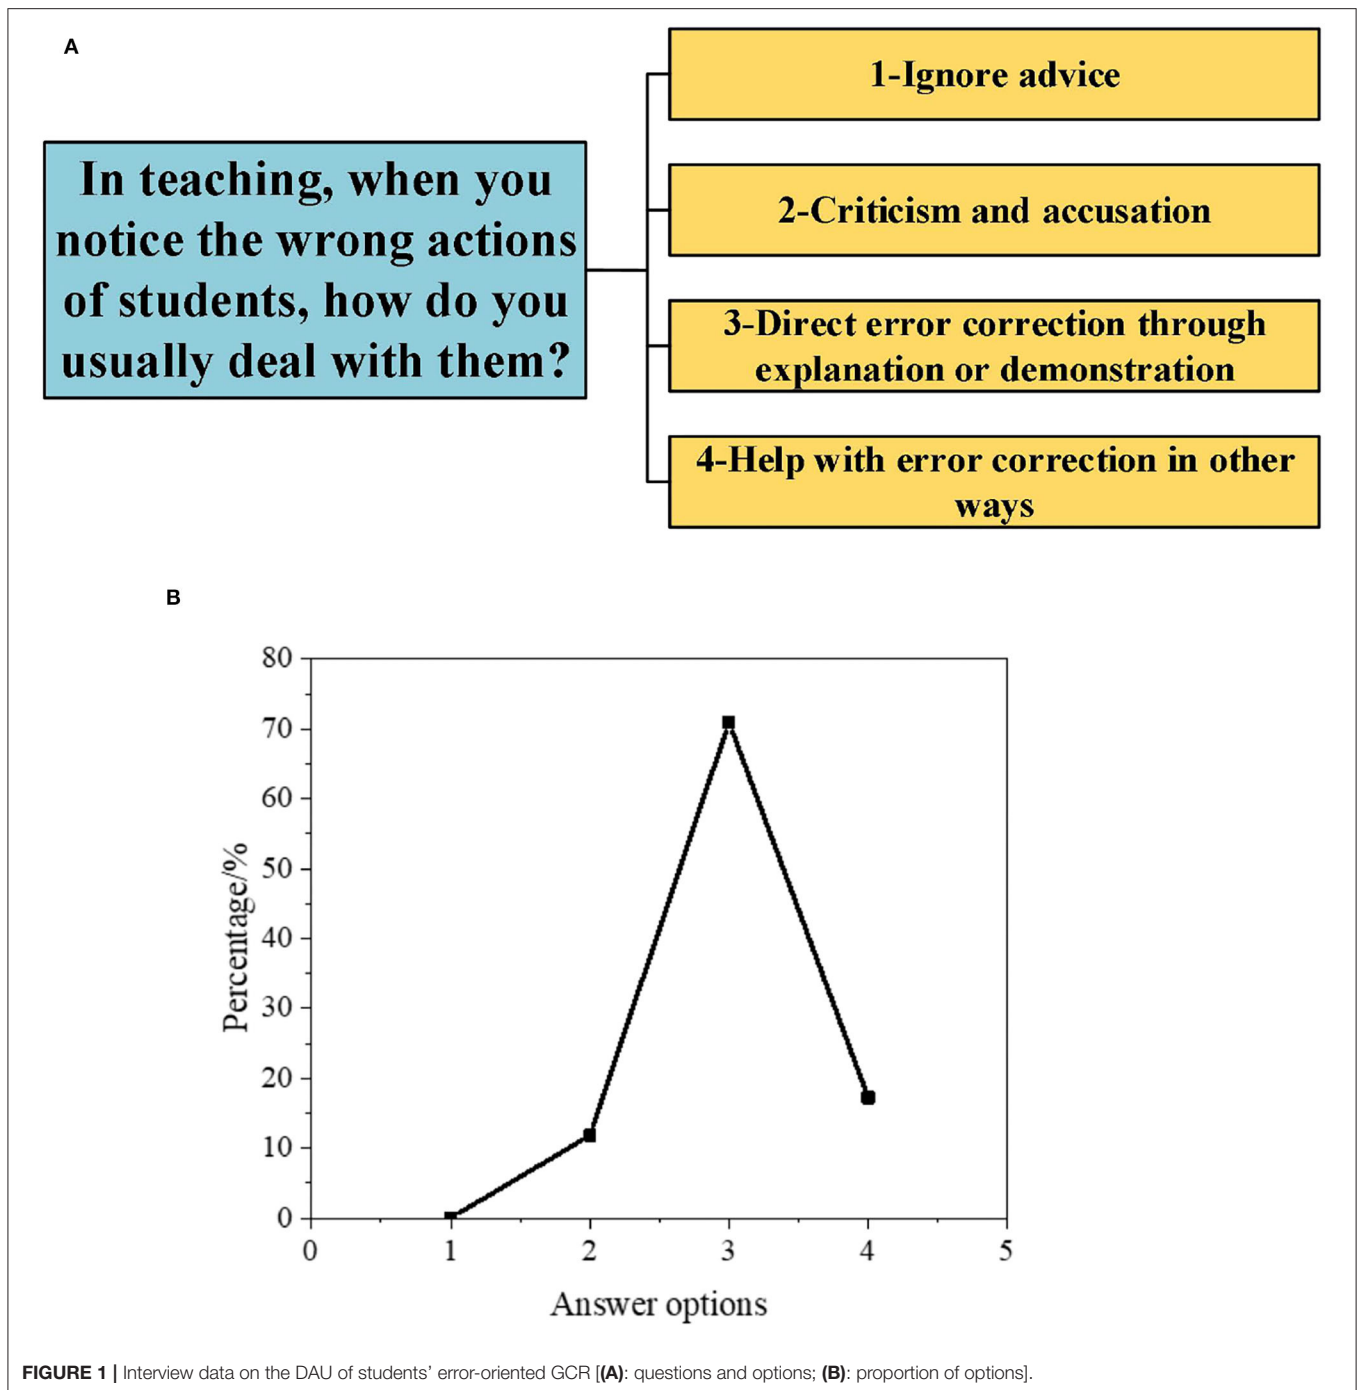 A
In teaching, when you
notice the wrong actions
of students, how do you
usually deal with them?
1-Ignore advice
2-Criticism and accusation
3-Direct error correction through
explanation or demonstration
4-Help with error correction in other
ways
B
80
70
60
50
40
30
20
10
0
Percentage/%
0 1 2 3 4 5
Answer options
FIGURE 1 | Interview data on the DAU of students' error-oriented GCR [(A): questions and options; (B): proportion of options].